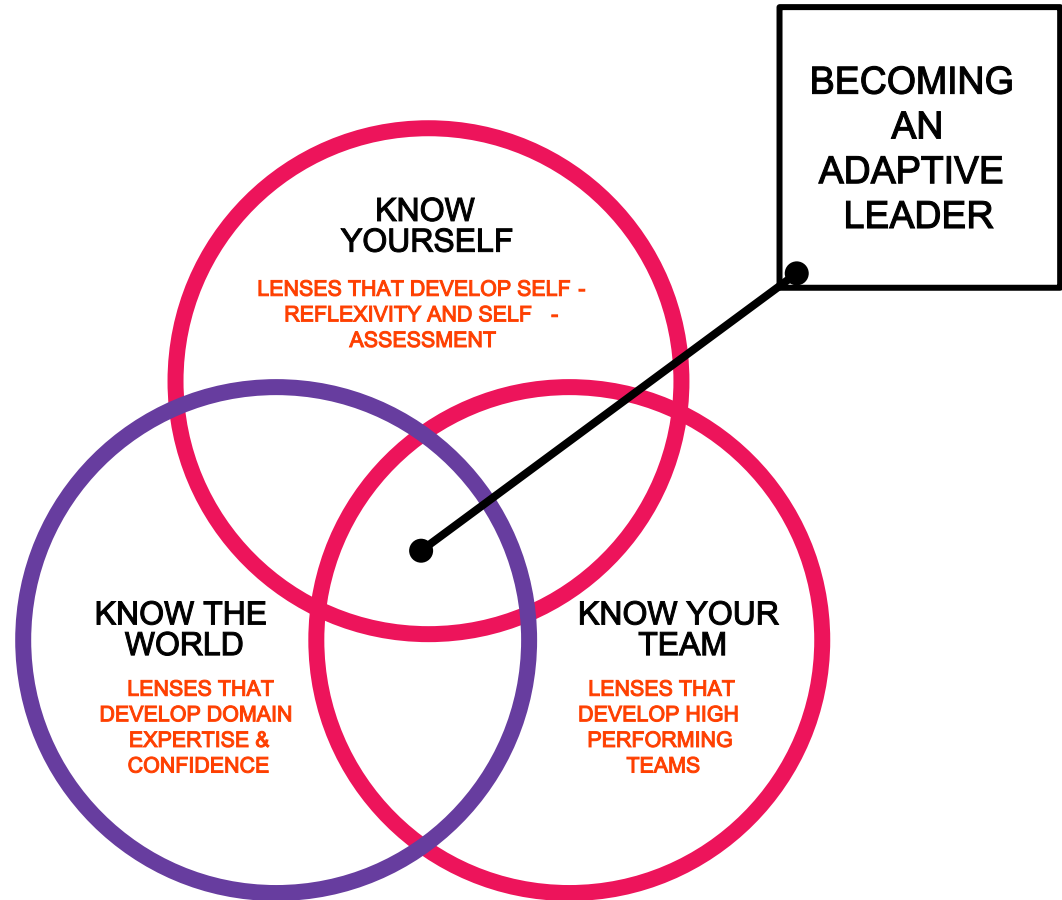 BECOMING
AN
ADAPTIVE
LEADER
KNOW
YOURSELF
LENSES THAT DEVELOP SELF -
REFLEXIVITY AND SELF -
ASSESSMENT
KNOW THE
WORLD
LENSES THAT
DEVELOP DOMAIN
EXPERTISE &
CONFIDENCE
KNOW YOUR
TEAM
LENSES THAT
DEVELOP HIGH
PERFORMING
TEAMS